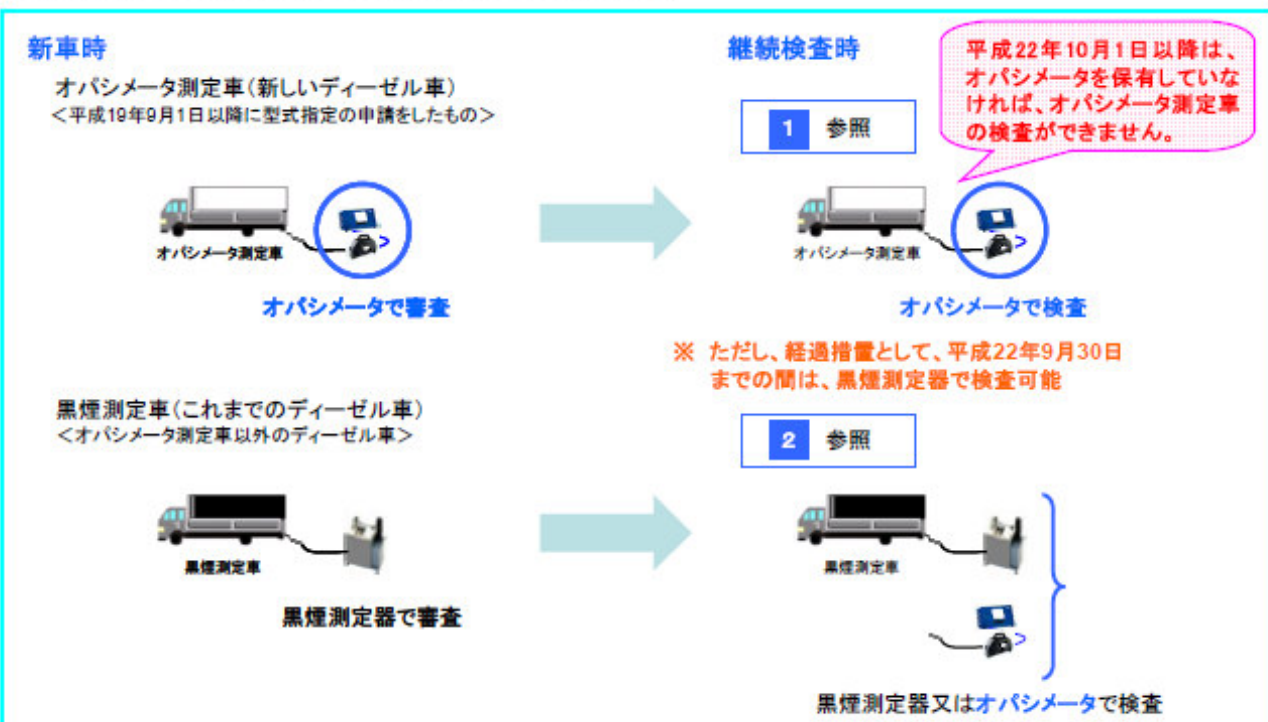 新車時
オパシメータ測定車（新しいディーゼル車）
＜平成19年9月1日以降に型式指定の申請をしたもの＞
オパシメータ測定車
オパシメータで審査
継続検査時
1 参照
平成22年10月1日以降は、
オパシメータを保有していな
ければ、オパシメータ測定車
の検査ができません。
オパシメータ測定車
オパシメータで検査
※ ただし、経過措置として、平成22年9月30日
までの間は、黒煙測定器で検査可能
黒煙測定車（これまでのディーゼル車）
＜オパシメータ測定車以外のディーゼル車＞
黒煙測定車
黒煙測定器で審査
2 参照
黒煙測定車
黒煙測定器又はオパシメータで検査